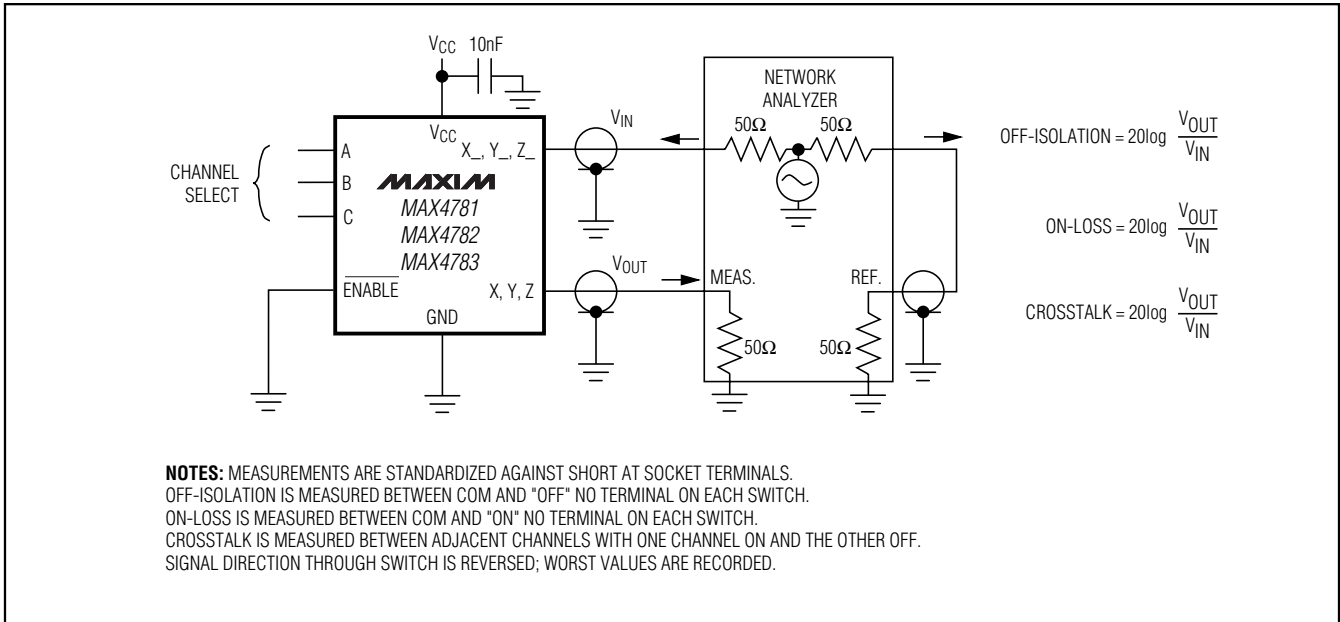 VCC 10nF
VCC
CHANNEL
SELECT
A
B
C
ENABLE
X_, Y_, Z_
MAXIM
MAX4781
MAX4782
MAX4783
X, Y, Z
GND
VIN
VOUT
NETWORK
ANALYZER
50Ω 50Ω
MEAS. REF.
50Ω 50Ω
OFF-ISOLATION = 20log VOUT
VIN
ON-LOSS = 20log VOUT
VIN
CROSSTALK = 20log VOUT
VIN
NOTES: MEASUREMENTS ARE STANDARDIZED AGAINST SHORT AT SOCKET TERMINALS.
OFF-ISOLATION IS MEASURED BETWEEN COM AND "OFF" NO TERMINAL ON EACH SWITCH.
ON-LOSS IS MEASURED BETWEEN COM AND "ON" NO TERMINAL ON EACH SWITCH.
CROSSTALK IS MEASURED BETWEEN ADJACENT CHANNELS WITH ONE CHANNEL ON AND THE OTHER OFF.
SIGNAL DIRECTION THROUGH SWITCH IS REVERSED; WORST VALUES ARE RECORDED.